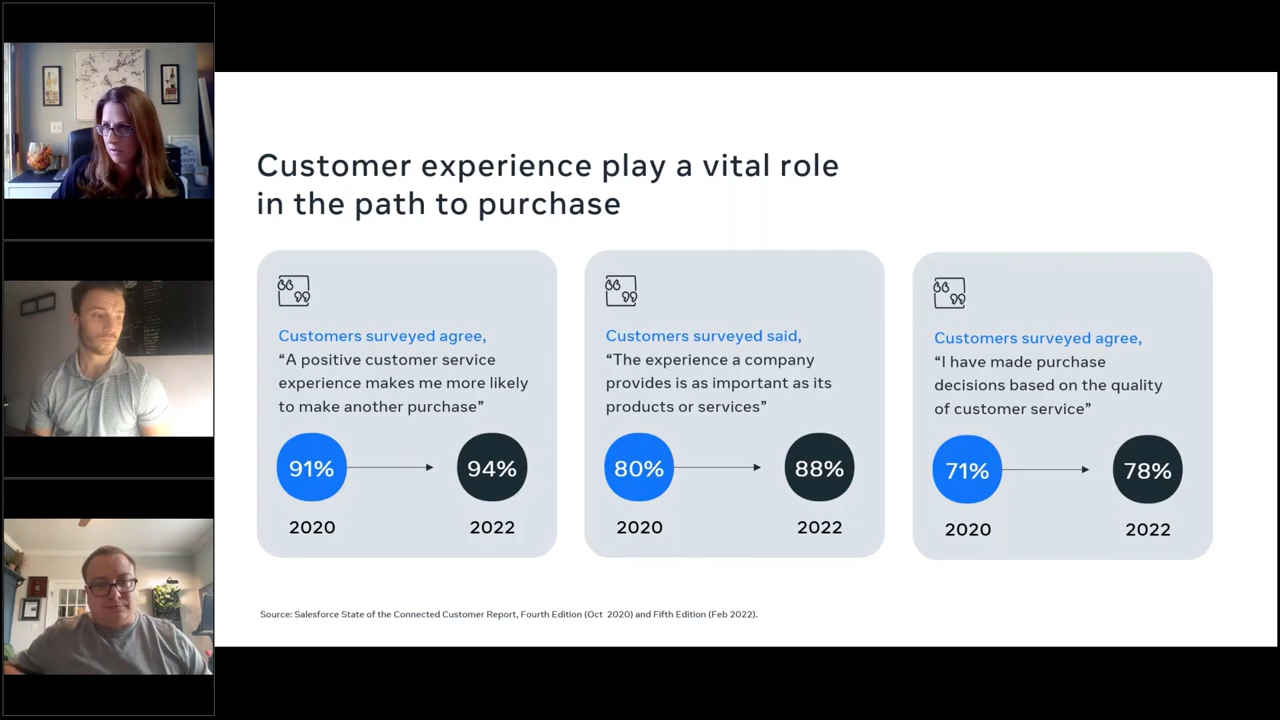 Customer experience play a vital role
in the path to purchase
Customers surveyed agree,
“A positive customer service
experience makes me more likely
to make another purchase”
91%
94%
2020
2022
Customers surveyed said,
“The experience a company
provides is as important as its
products or services”
80%
88%
2020
2022
Customers surveyed agree,
“I have made purchase
decisions based on the quality
of customer service”
71%
78%
2020
2022
Source: Salesforce State of the Connected Customer Report, Fourth Edition (Oct 2020) and Fifth Edition (Feb 2022).